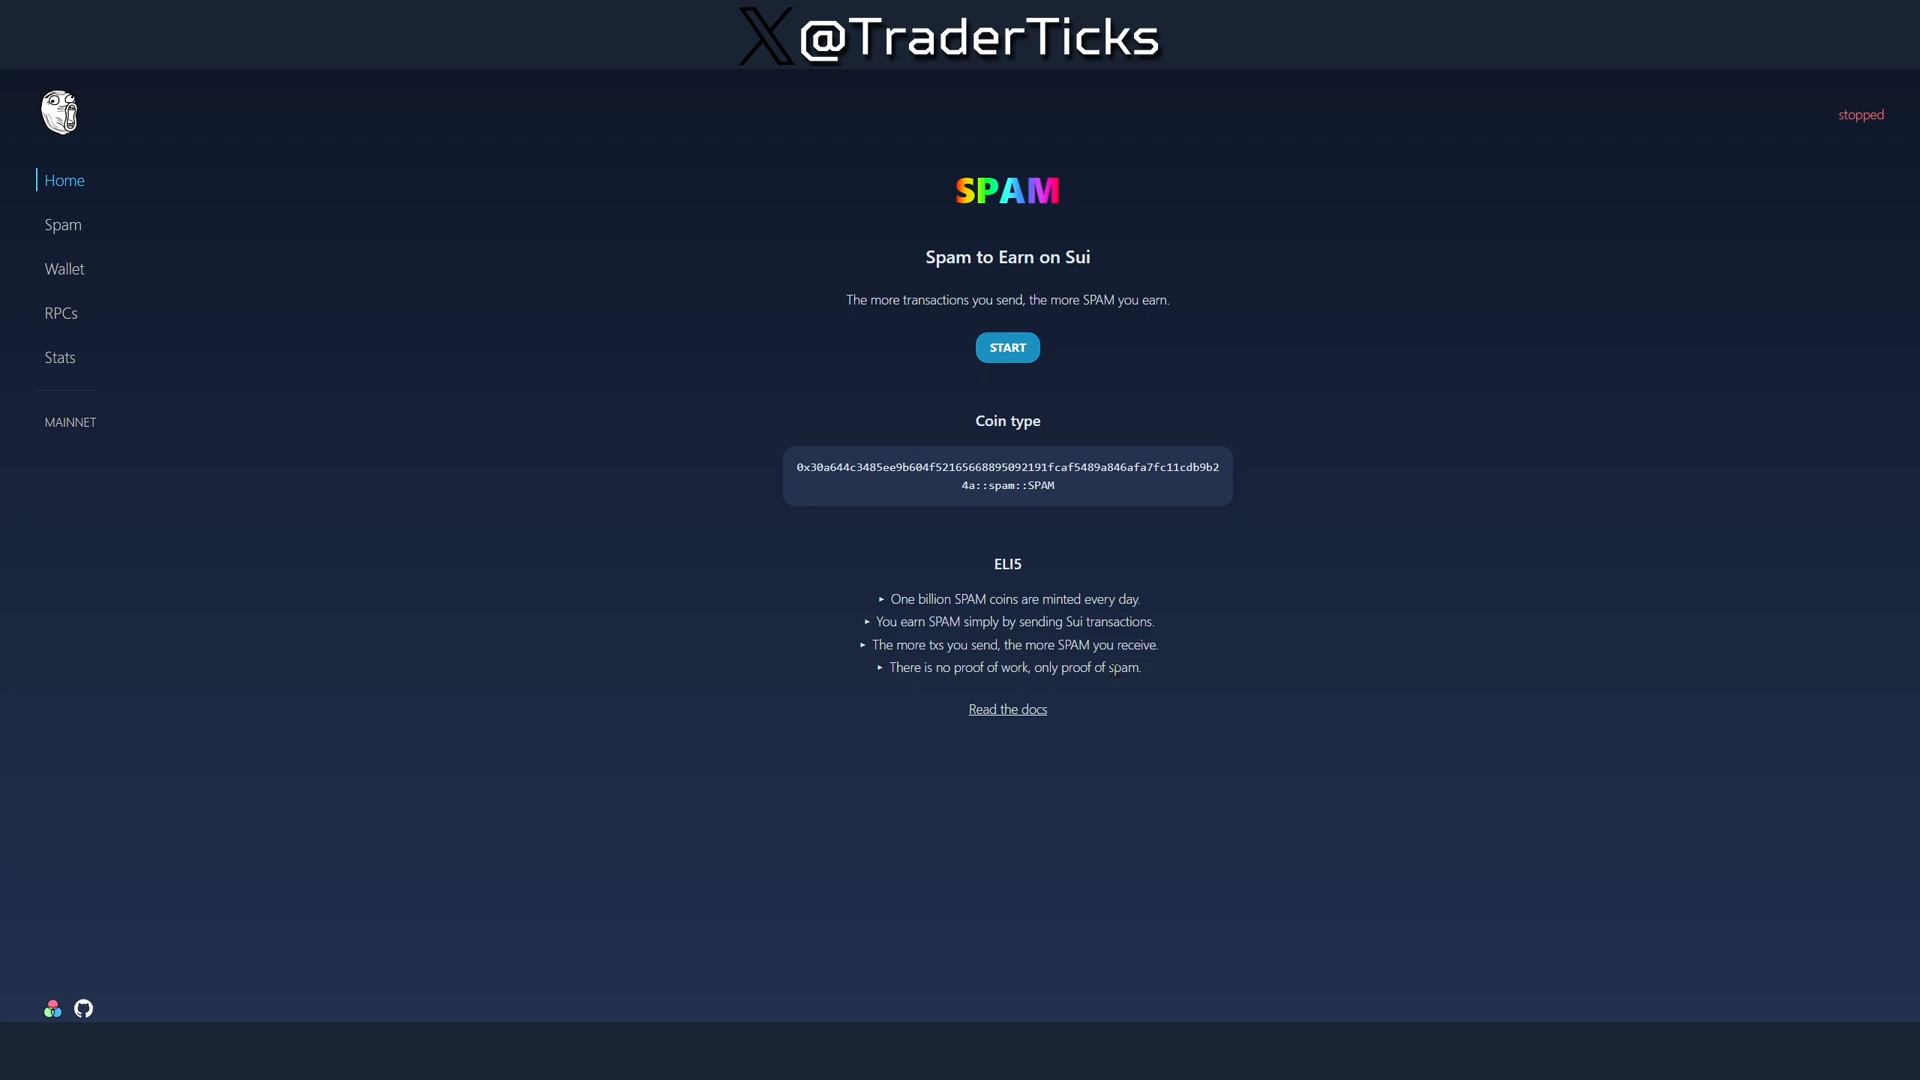 X@TraderTicks
stopped
Home
Spam
Wallet
RPCs
Stats
MAINNET
SPAM
Spam to Earn on Sui
The more transactions you send, the more SPAM you earn.
START
Coin type
0x30a644c3485ee9b604f52165668895092191fcaf5489a846afa7fc11cdb9b2
4a::spam::SPAM
ELI5
▸ One billion SPAM coins are minted every day.
▸ You earn SPAM simply by sending Sui transactions.
▸ The more txs you send, the more SPAM you receive.
▸ There is no proof of work, only proof of spam.
Read the docs